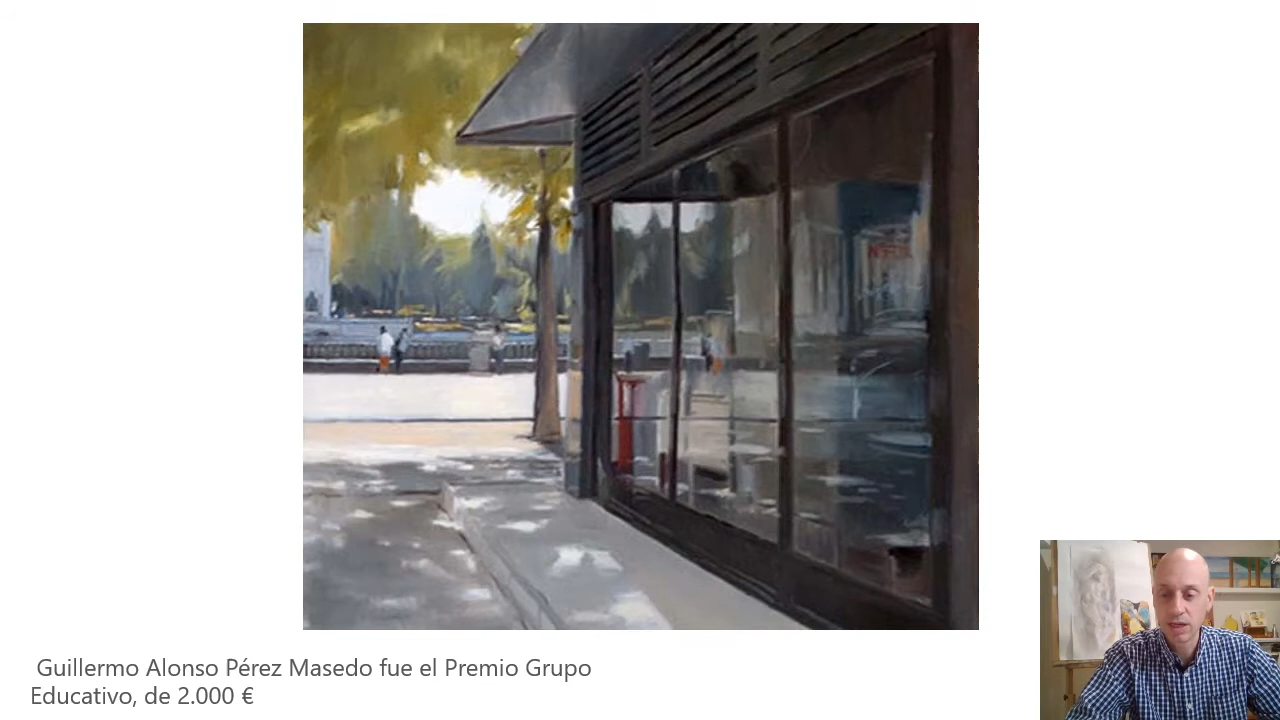 Guillermo Alonso Pérez Masedo fue el Premio Grupo
Educativo, de 2.000 €